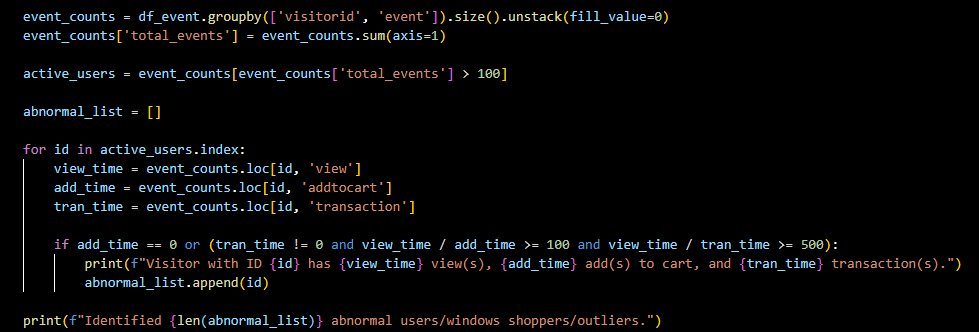 event_counts = df_event.groupby(['visitorid', 'event']).size().unstack(fill_value=0)
event_counts['total_events'] = event_counts.sum(axis=1)
active_users = event_counts[event_counts['total_events'] > 100]
abnormal_list = []
for id in active_users.index:
    view_time = event_counts.loc[id, 'view']
    add_time = event_counts.loc[id, 'addtocart']
    tran_time = event_counts.loc[id, 'transaction']
    if add_time == 0 or (tran_time != 0 and view_time / add_time >= 100 and view_time / tran_time >= 500):
        print(f"Visitor with ID {id} has {view_time} view(s), {add_time} add(s) to cart, and {tran_time} transaction(s).")
        abnormal_list.append(id)
print(f"Identified {len(abnormal_list)} abnormal users/windows shoppers/outliers.")